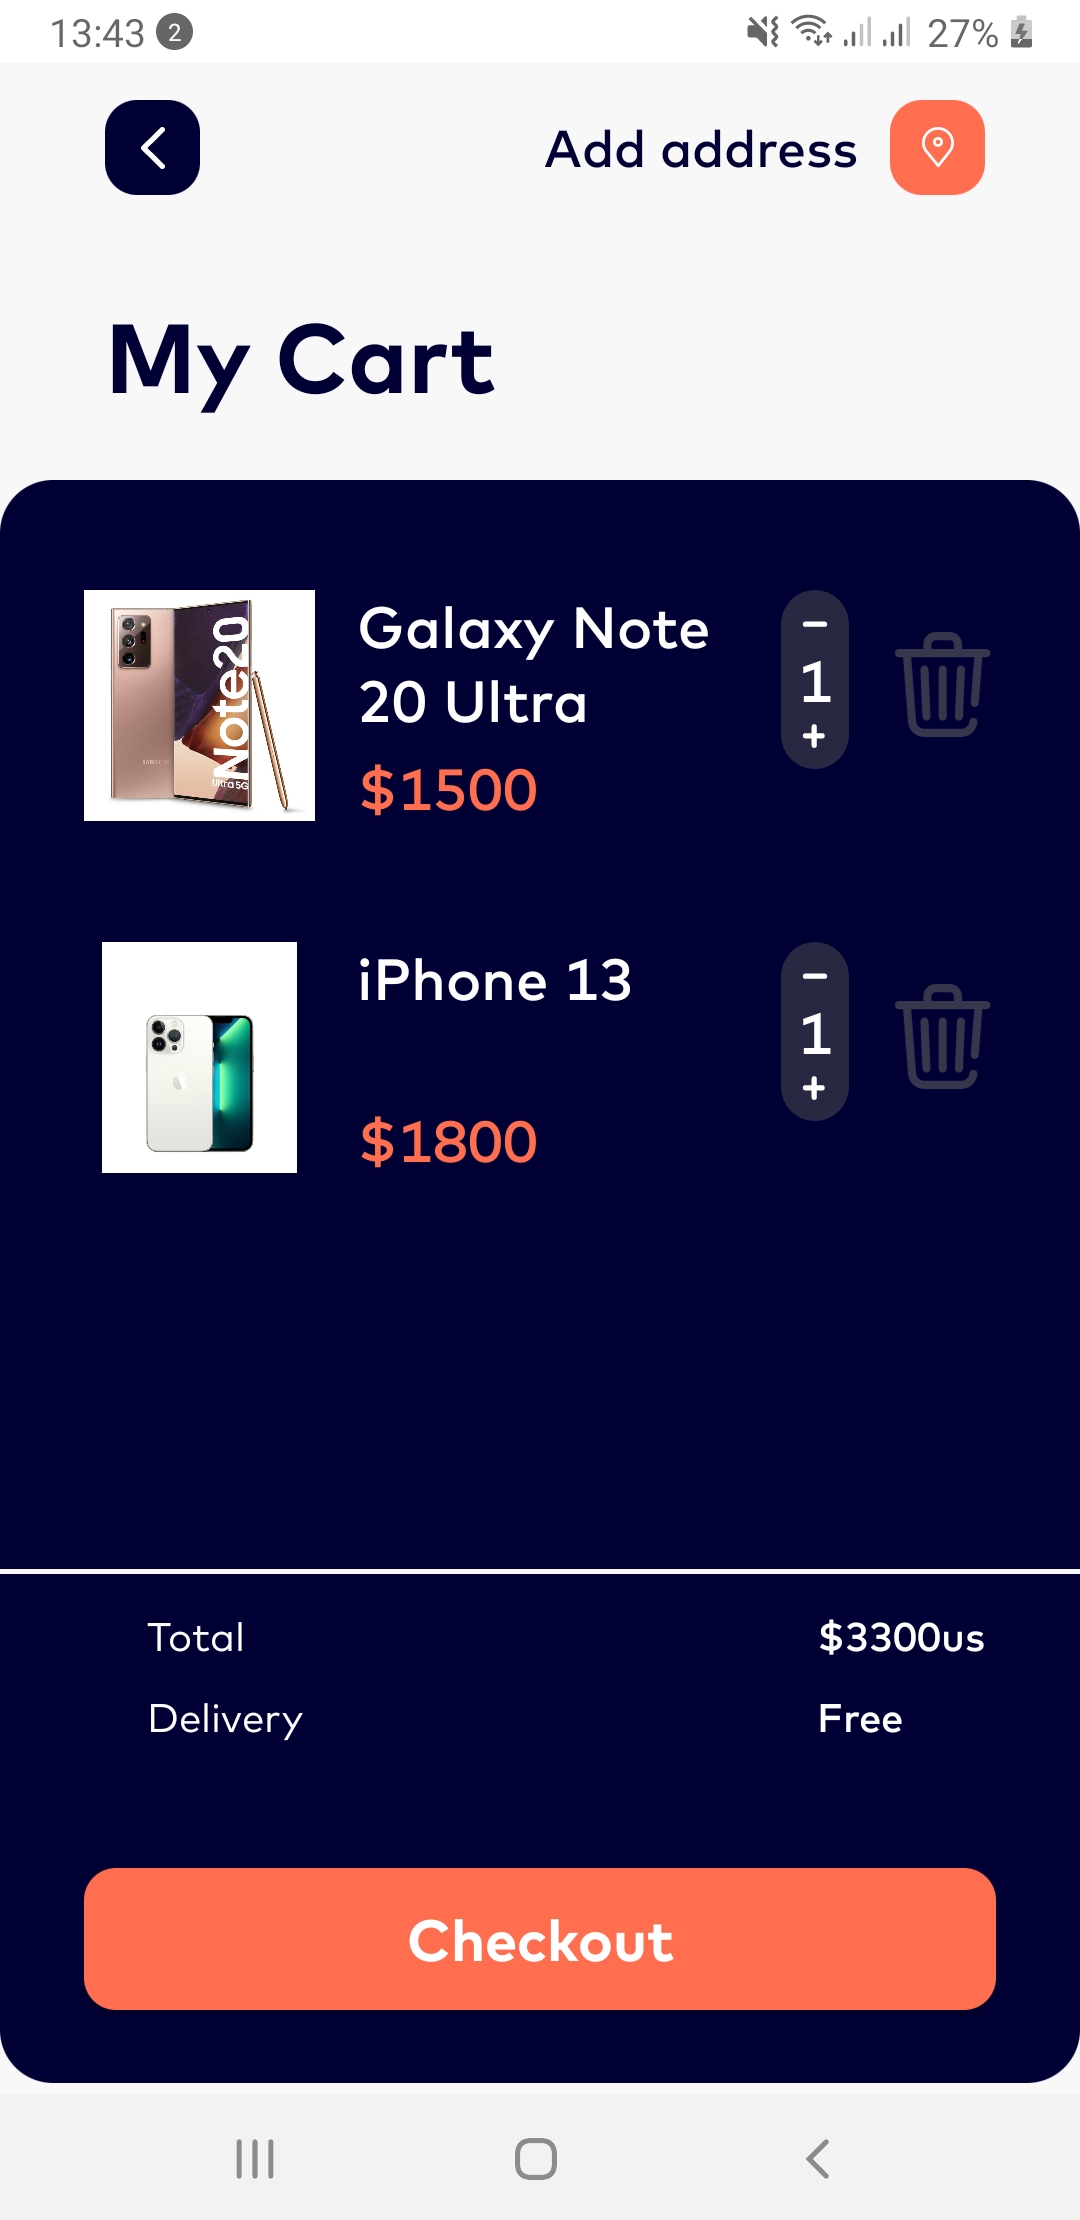 13:43 2 27%
Add address
My Cart
Galaxy Note
20 Ultra
$1500
1
Note20
Ultra 5G
SAMSUNG
iPhone 13
$1800
1
Total $3300us
Delivery Free
Checkout